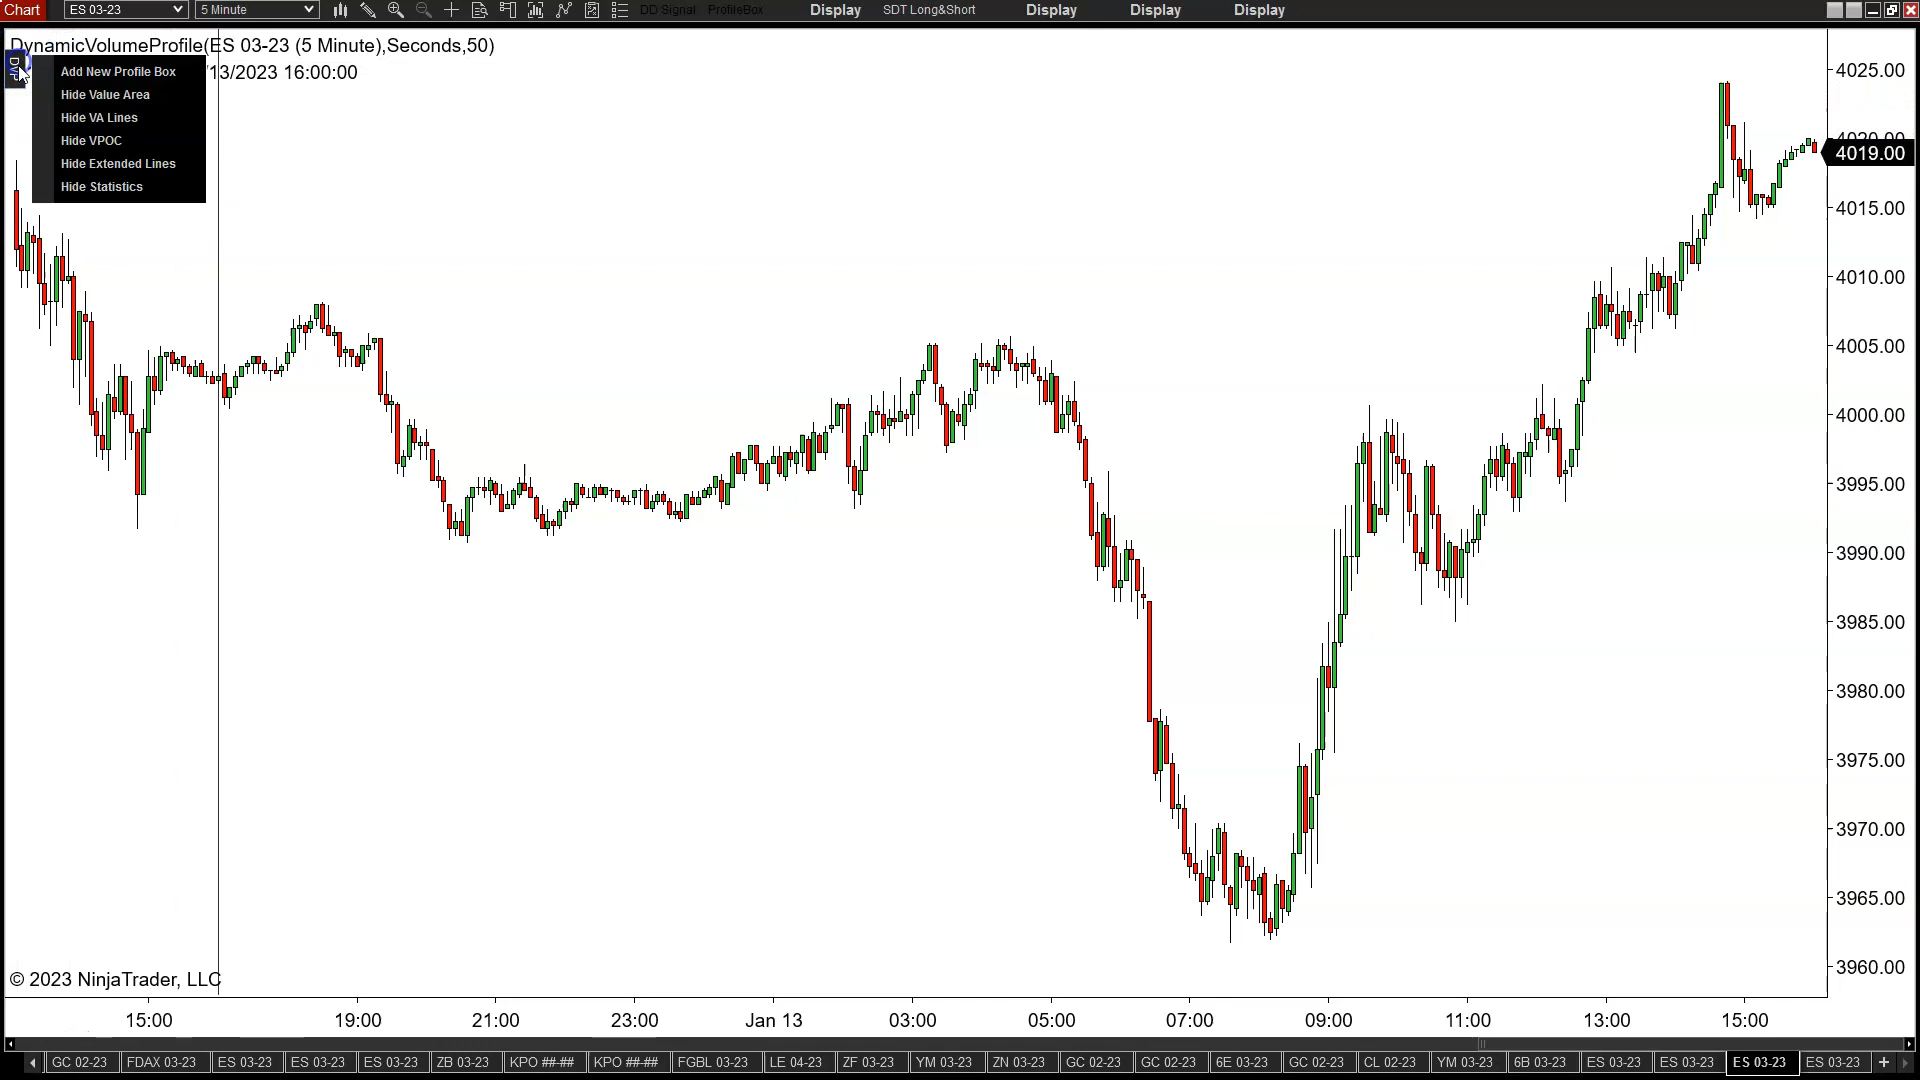 Chart ES 03-23 5 Minute DD Signal ProfileBox Display SDT Long&Short Display Display Display
DynamicVolumeProfile(ES 03-23 (5 Minute),Seconds,50)
DVP
/13/2023 16:00:00
Add New Profile Box
Hide Value Area
Hide VA Lines
Hide VPOC
Hide Extended Lines
Hide Statistics
4025.00
4020.00
4019.00
4015.00
4010.00
4005.00
4000.00
3995.00
3990.00
3985.00
3980.00
3975.00
3970.00
3965.00
3960.00
© 2023 NinjaTrader, LLC
15:00 19:00 21:00 23:00 Jan 13 03:00 05:00 07:00 09:00 11:00 13:00 15:00
GC 02-23 FDAX 03-23 ES 03-23 ES 03-23 ES 03-23 ZB 03-23 KPO ##-## KPO ##-## FGBL 03-23 LE 04-23 ZF 03-23 YM 03-23 ZN 03-23 GC 02-23 GC 02-23 6E 03-23 GC 02-23 CL 02-23 YM 03-23 6B 03-23 ES 03-23 ES 03-23 ES 03-23 ES 03-23 +